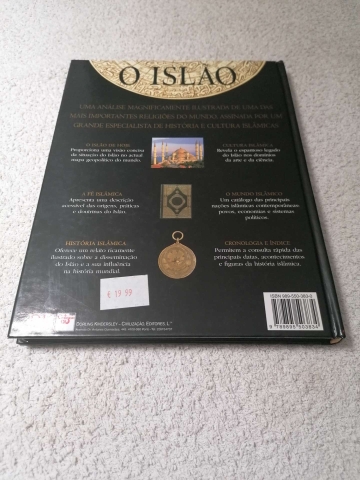 O ISLÃO
UMA ANÁLISE MAGNIFICAMENTE ILUSTRADA DE UMA DAS
MAIS IMPORTANTES RELIGIÕES DO MUNDO, ASSINADA POR UM
GRANDE ESPECIALISTA DE HISTÓRIA E CULTURA ISLÂMICAS
O ISLÃO DE HOJE
Proporciona uma visão concisa
da situação do Islão no actual
mapa geopolítico do mundo.
CULTURA ISLÂMICA
Revela o espantoso legado
do Islão nos domínios
da arte e da ciência.
A FÉ ISLÂMICA
Apresenta uma descrição
acessível das origens, práticas
e doutrinas do Islão.
O MUNDO ISLÂMICO
Um catálogo das principais
nações islâmicas contemporâneas:
povos, economias e sistemas
políticos.
HISTÓRIA ISLÂMICA
Oferece um relato ricamente
ilustrado sobre a disseminação
do Islão e a sua influência
na história mundial.
CRONOLOGIA E ÍNDICE
Permitem a consulta rápida
das principais datas, acontecimentos
e figuras da história islâmica.
€ 19 99
DORLING KINDERSLEY - CIVILIZAÇÃO, EDITORES, L.